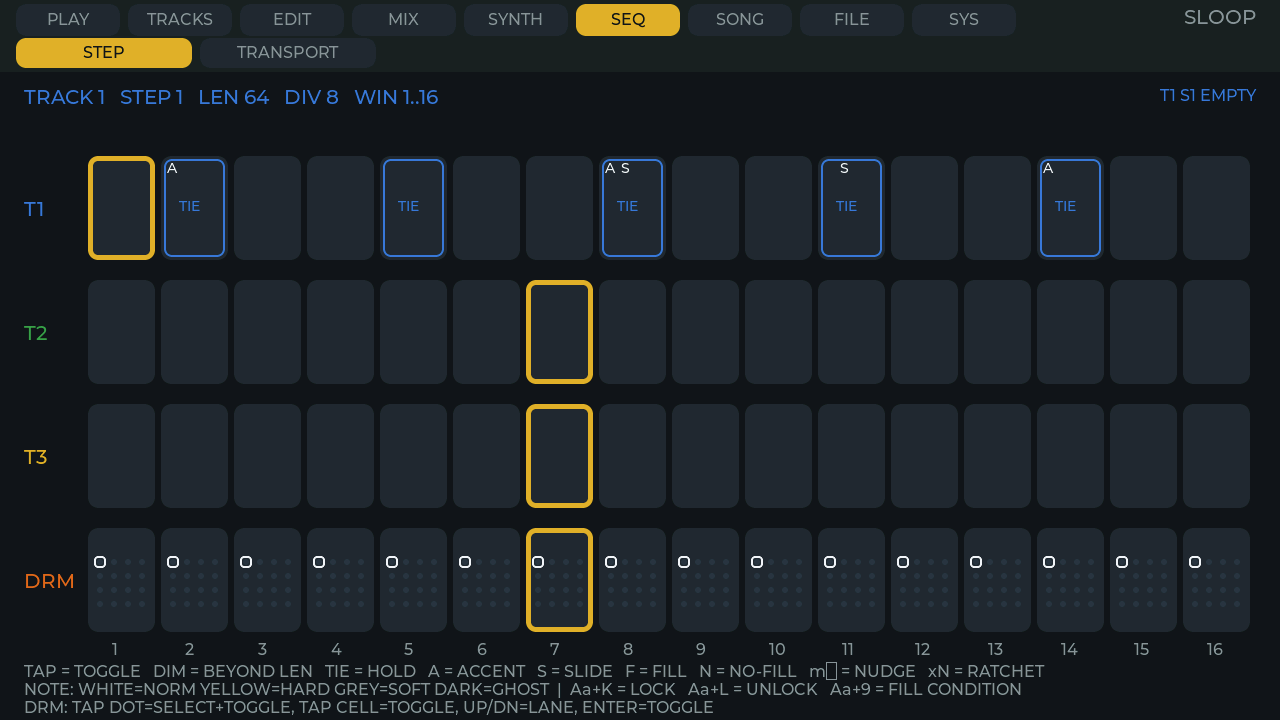 PLAY TRACKS EDIT MIX SYNTH SEQ SONG FILE SYS SLOOP
STEP TRANSPORT
TRACK 1 STEP 1 LEN 64 DIV 8 WIN 1..16 T1 S1 EMPTY
A A S S A
T1 TIE TIE TIE TIE TIE
T2
T3
DRM
1 2 3 4 5 6 7 8 9 10 11 12 13 14 15 16
TAP = TOGGLE DIM = BEYOND LEN TIE = HOLD A = ACCENT S = SLIDE F = FILL N = NO-FILL m□ = NUDGE xN = RATCHET
NOTE: WHITE=NORM YELLOW=HARD GREY=SOFT DARK=GHOST | Aa+K = LOCK Aa+L = UNLOCK Aa+9 = FILL CONDITION
DRM: TAP DOT=SELECT+TOGGLE, TAP CELL=TOGGLE, UP/DN=LANE, ENTER=TOGGLE